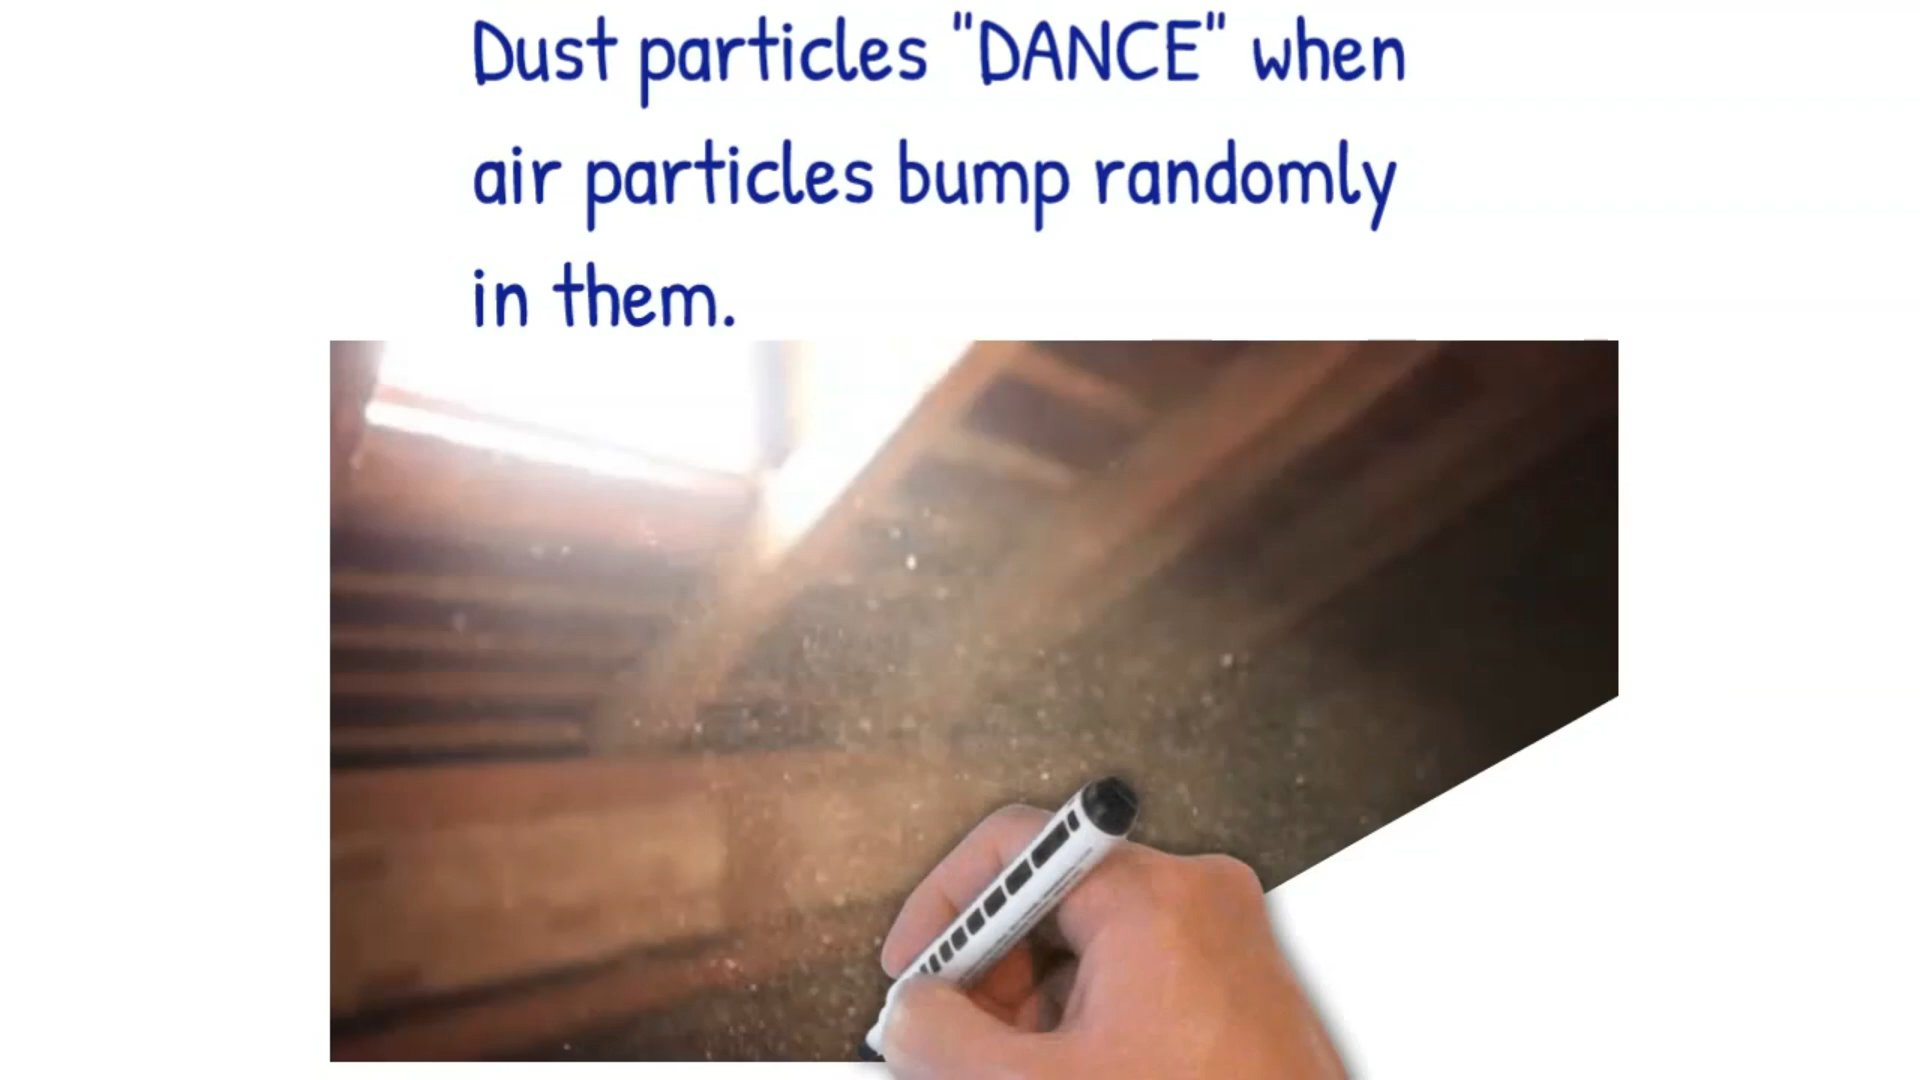 Dust particles "DANCE" when
air particles bump randomly
in them.